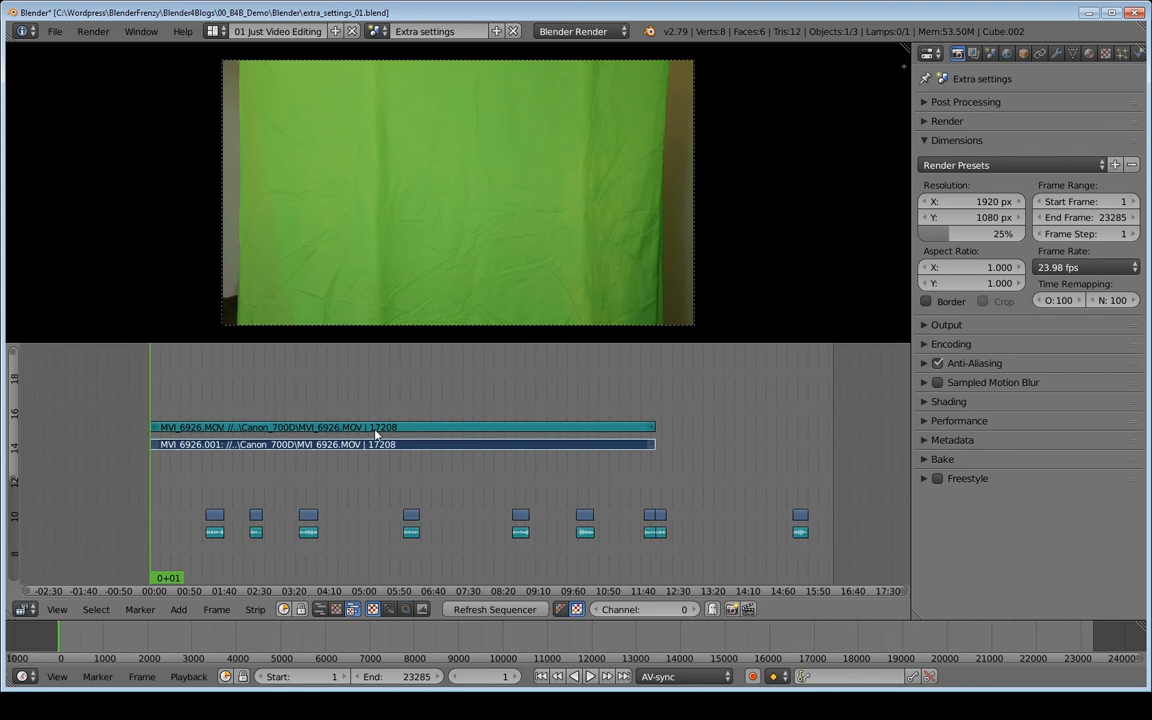 Blender* [C:\Wordpress\BlenderFrenzy\Blender4Blogs\00_B4B_Demo\Blender\extra_settings_01.blend]
File Render Window Help 01 Just Video Editing Extra settings Blender Render v2.79 | Verts:8 | Faces:6 | Tris:12 | Objects:1/3 | Lamps:0/1 | Mem:53.50M | Cube.002
Extra settings
Post Processing
Render
Dimensions
Render Presets
Resolution: Frame Range:
X: 1920 px Start Frame: 1
Y: 1080 px End Frame: 23285
25% Frame Step: 1
Aspect Ratio: Frame Rate:
X: 1.000 23.98 fps
Y: 1.000 Time Remapping:
Border Crop O: 100 N: 100
Output
Encoding
Anti-Aliasing
Sampled Motion Blur
Shading
Performance
Metadata
Bake
Freestyle
18
16
14
12
10
8
MVI_6926.MOV: //..\Canon_700D\MVI_6926.MOV | 17208
MVI_6926.001: //..\Canon_700D\MVI_6926.MOV | 17208
0+01
-02:30 -01:40 -00:50 00:00 00:50 01:40 02:30 03:20 04:10 05:00 05:50 06:40 07:30 08:20 09:10 10:00 10:50 11:40 12:30 13:20 14:10 15:00 15:50 16:40 17:30
View Select Marker Add Frame Strip Refresh Sequencer Channel: 0
1000 0 1000 2000 3000 4000 5000 6000 7000 8000 9000 10000 11000 12000 13000 14000 15000 16000 17000 18000 19000 20000 21000 22000 23000 24000
View Marker Frame Playback Start: 1 End: 23285 1 AV-sync